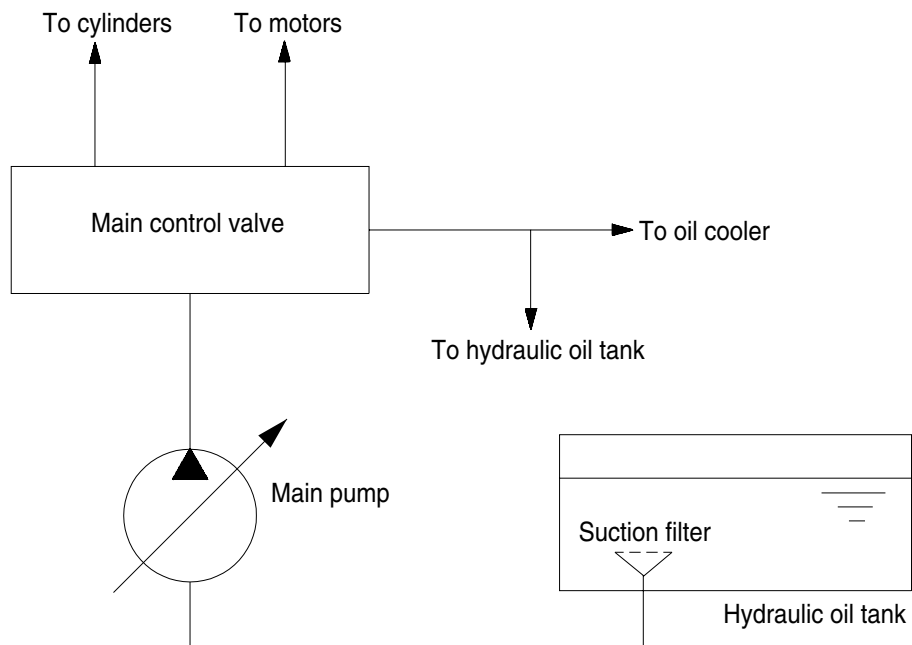 To cylinders
To motors
Main control valve
To oil cooler
To hydraulic oil tank
Main pump
Suction filter
Hydraulic oil tank